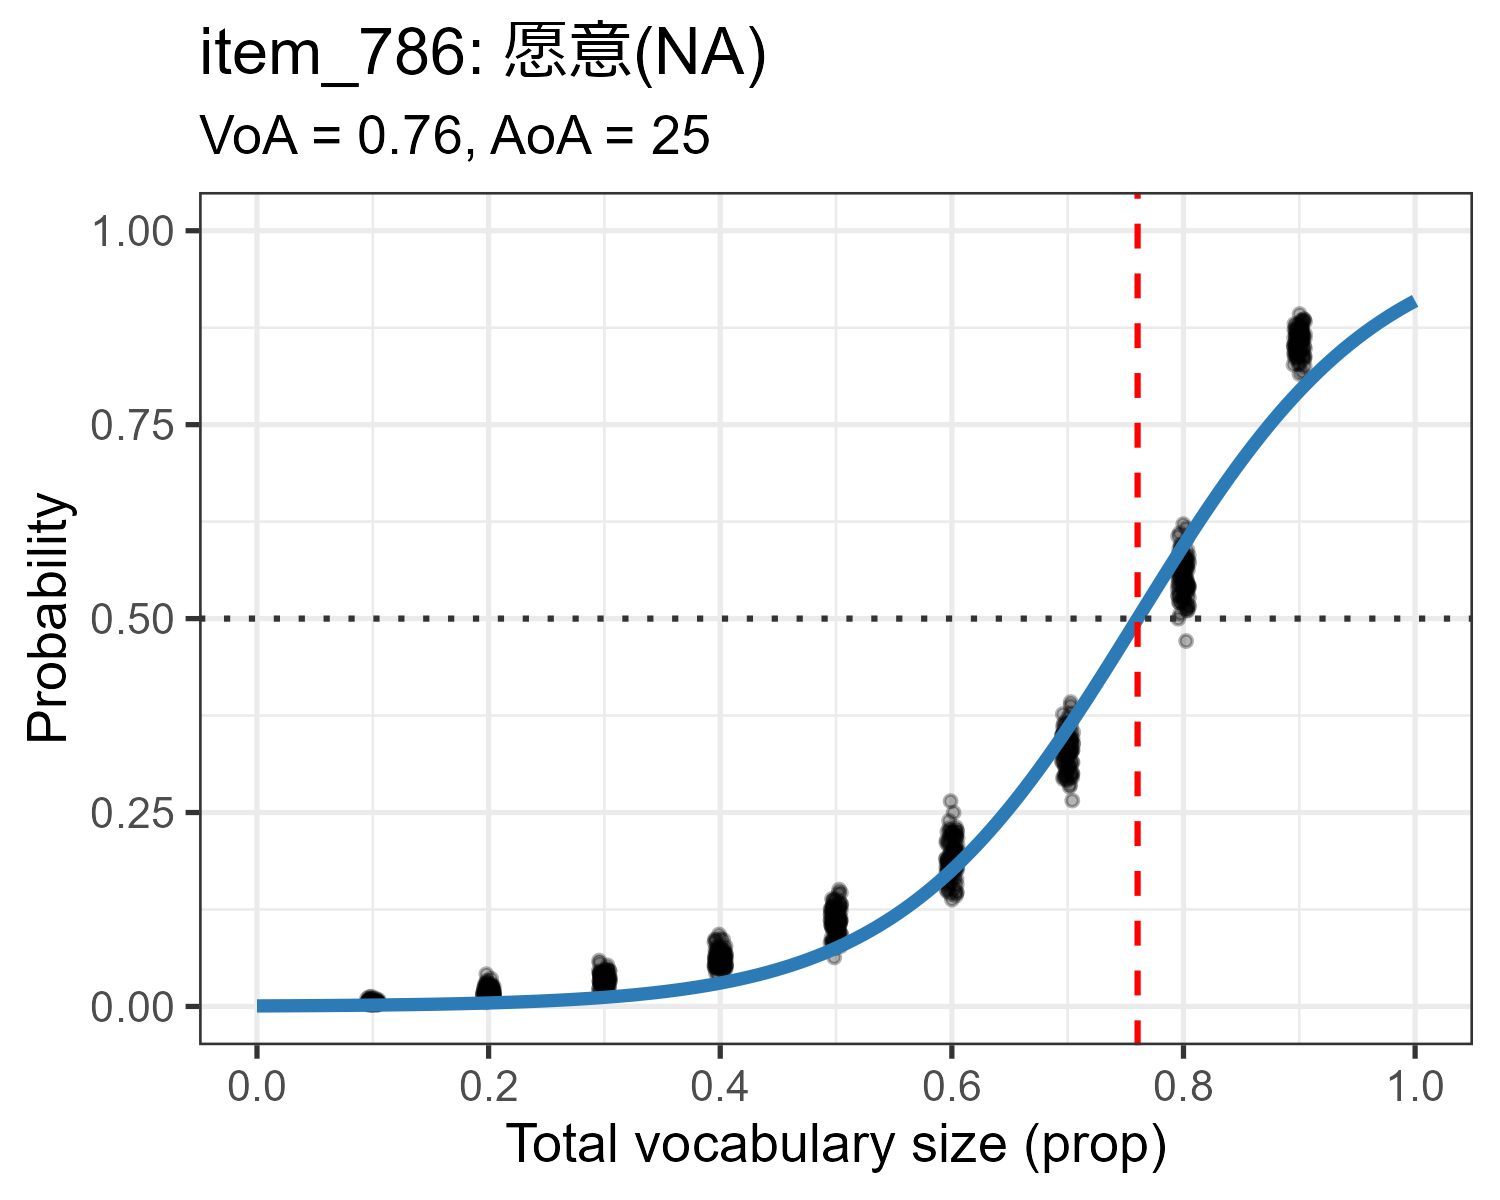 item_786: 愿意(NA)
VoA = 0.76, AoA = 25
Probability
1.00
0.75
0.50
0.25
0.00
0.0 0.2 0.4 0.6 0.8 1.0
Total vocabulary size (prop)